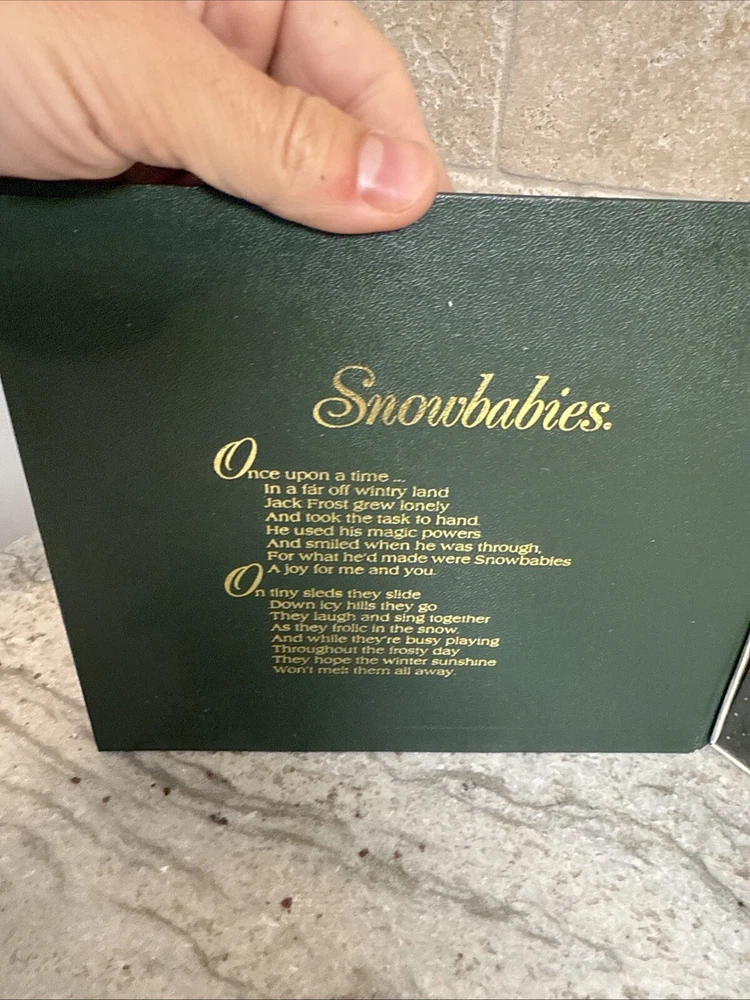 Snowbabies.
Once upon a time ...
In a far off wintry land
Jack Frost grew lonely
And took the task to hand.
He used his magic powers
And smiled when he was through,
For what he'd made were Snowbabies
A joy for me and you.
On tiny sleds they slide
Down icy hills they go
They laugh and sing together
As they frolic in the snow.
And while they're busy playing
Throughout the frosty day
They hope the winter sunshine
Won't melt them all away.